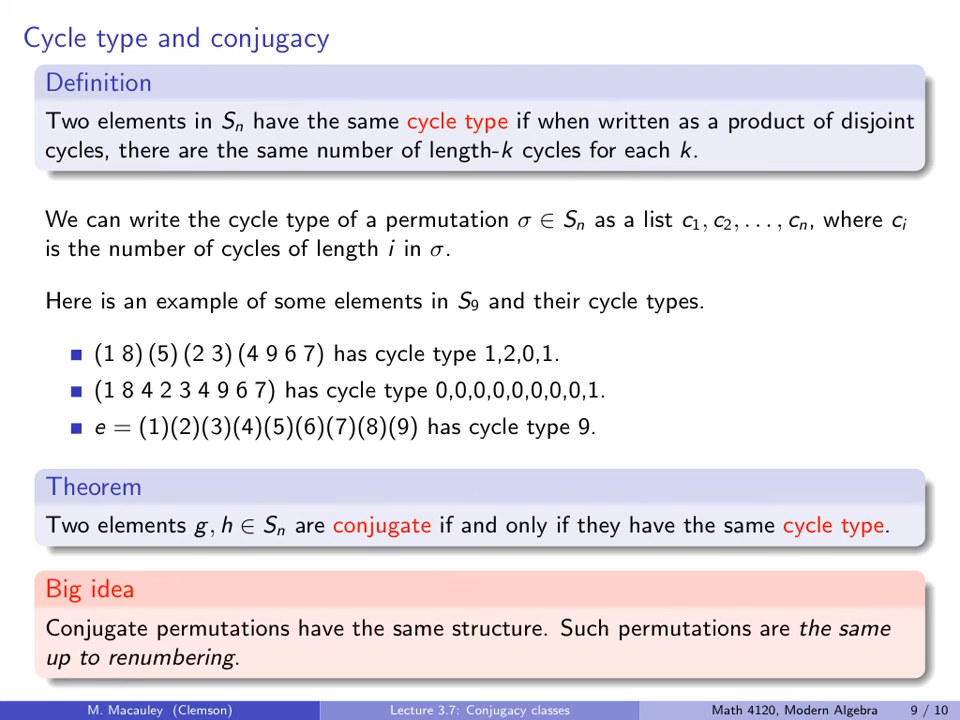 Cycle type and conjugacy
Definition
Two elements in Sₙ have the same cycle type if when written as a product of disjoint
cycles, there are the same number of length-k cycles for each k.
We can write the cycle type of a permutation σ ∈ Sₙ as a list c₁, c₂, . . . , cₙ, where cᵢ
is the number of cycles of length i in σ.
Here is an example of some elements in S₉ and their cycle types.
■ (1 8) (5) (2 3) (4 9 6 7) has cycle type 1,2,0,1.
■ (1 8 4 2 3 4 9 6 7) has cycle type 0,0,0,0,0,0,0,0,1.
■ e = (1)(2)(3)(4)(5)(6)(7)(8)(9) has cycle type 9.
Theorem
Two elements g, h ∈ Sₙ are conjugate if and only if they have the same cycle type.
Big idea
Conjugate permutations have the same structure. Such permutations are the same
up to renumbering.
M. Macauley (Clemson) Lecture 3.7: Conjugacy classes Math 4120, Modern Algebra 9 / 10